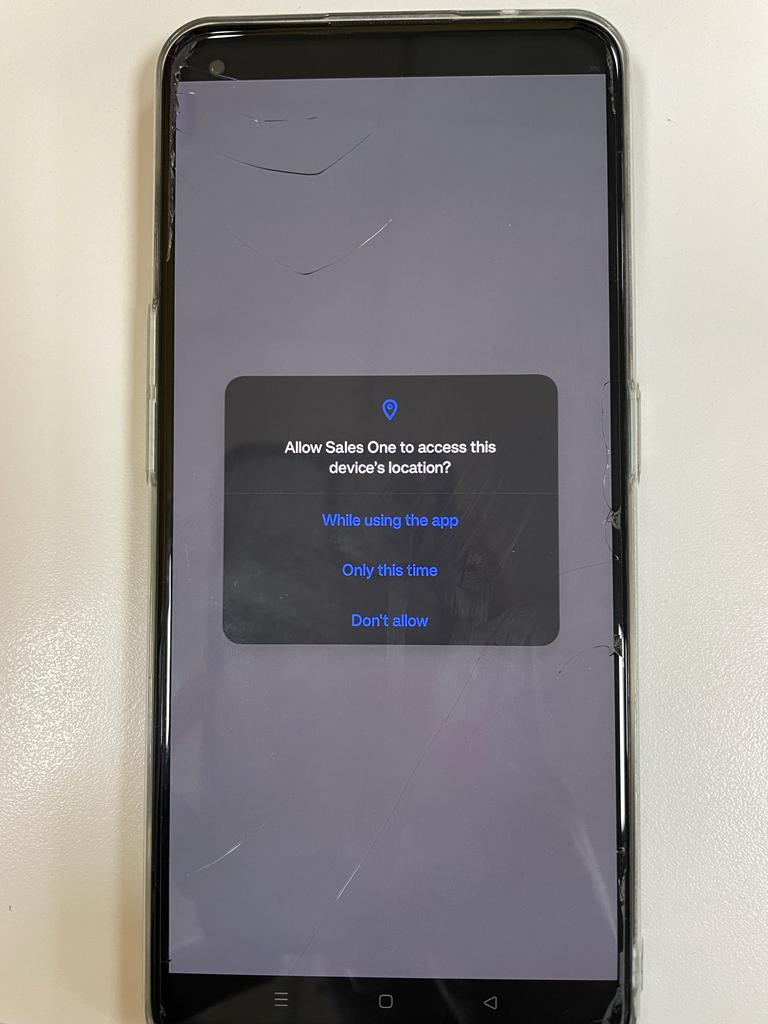 Allow Sales One to access this
device's location?
While using the app
Only this time
Don't allow